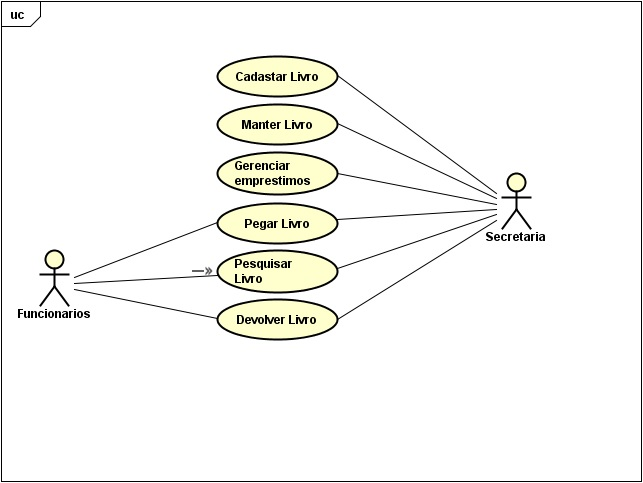 uc
Cadastar Livro
Manter Livro
Gerenciar
emprestimos
Pegar Livro
Pesquisar
Livro
Devolver Livro
Secretaria
Funcionarios